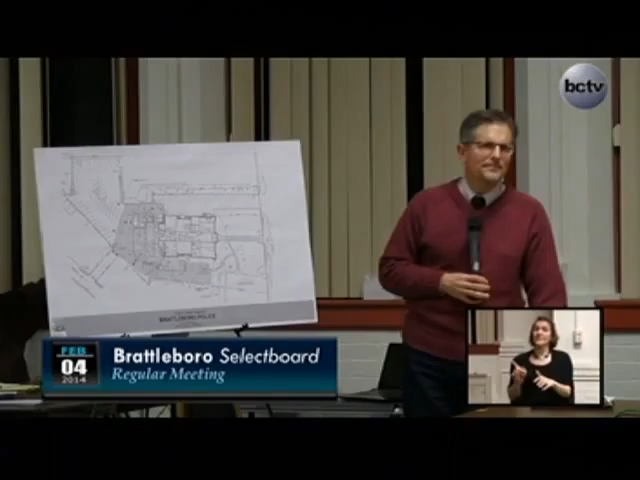 bctv
BRATTLEBORO POLICE
FEB
04
2014
Brattleboro Selectboard
Regular Meeting